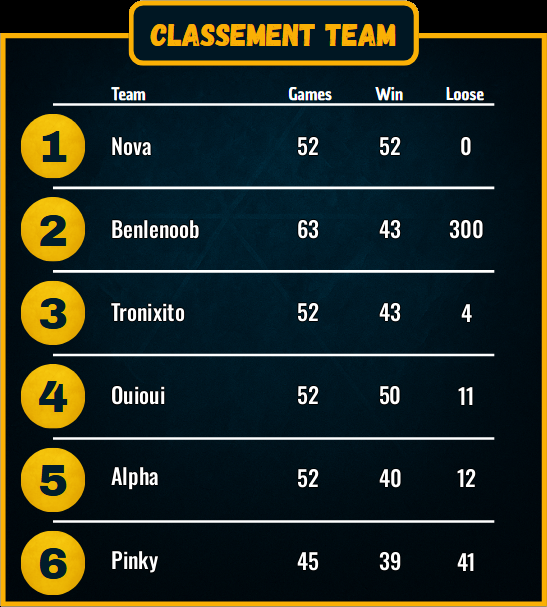 CLASSEMENT TEAM
Team Games Win Loose
1 Nova 52 52 0
2 Benlenoob 63 43 300
3 Tronixito 52 43 4
4 Ouioui 52 50 11
5 Alpha 52 40 12
6 Pinky 45 39 41